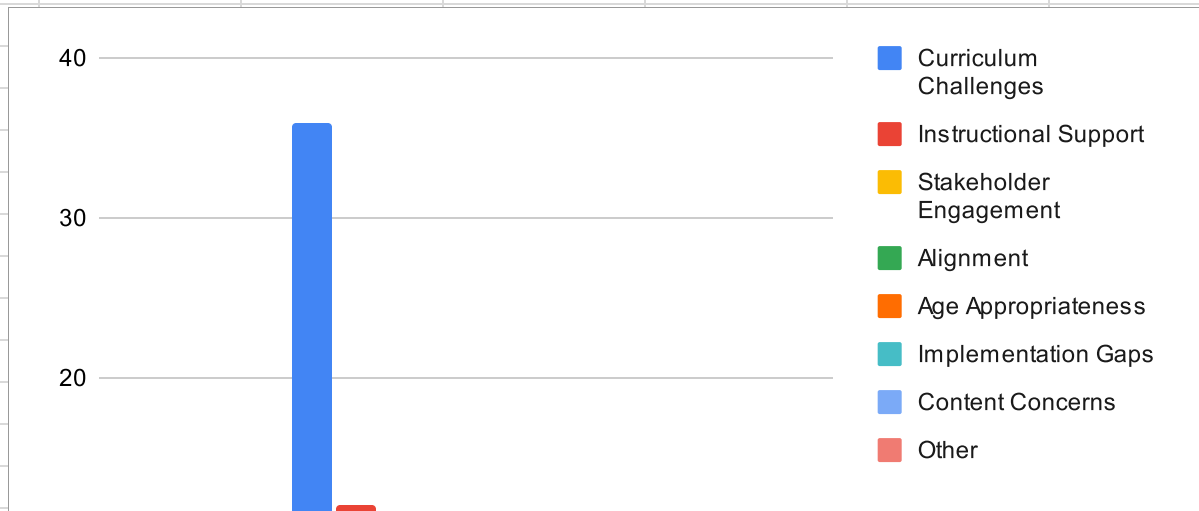 40
30
20
Curriculum
Challenges
Instructional Support
Stakeholder
Engagement
Alignment
Age Appropriateness
Implementation Gaps
Content Concerns
Other